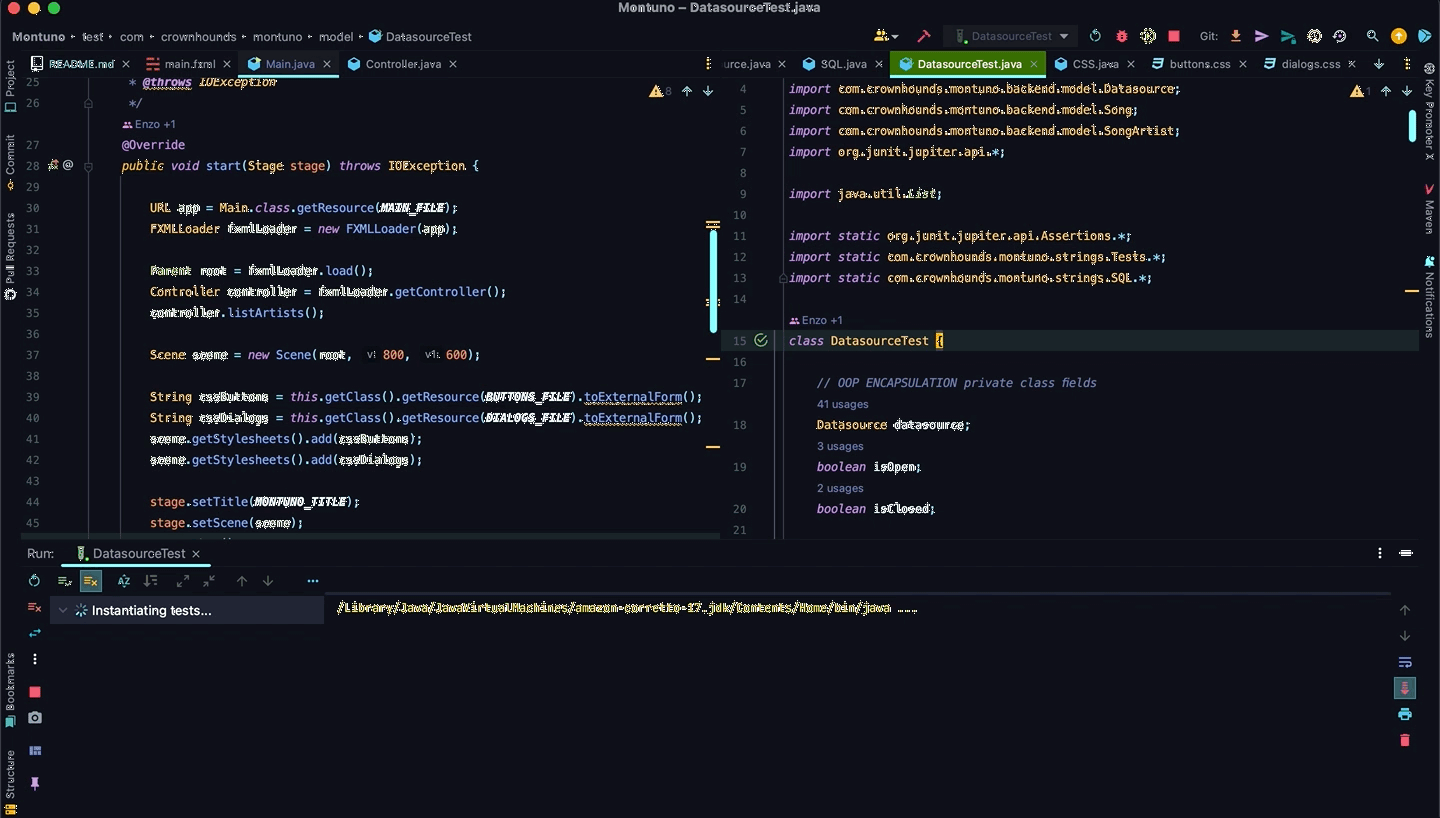 Montuno – DatasourceTest.java
Montuno › test › com › crownhounds › montuno › model › DatasourceTest
DatasourceTest
Git:
README.md
main.fxml
Main.java
Controller.java
urce.java
SQL.java
DatasourceTest.java
CSS.java
buttons.css
dialogs.css
Project
Commit
Pull Requests
Bookmarks
Structure
25 * @throws IOException
26 */
Enzo +1
27 @Override
28 public void start(Stage stage) throws IOException {
29
30 URL app = Main.class.getResource(MAIN_FILE);
31 FXMLLoader fxmlLoader = new FXMLLoader(app);
32
33 Parent root = fxmlLoader.load();
34 Controller controller = fxmlLoader.getController();
35 controller.listArtists();
36
37 Scene scene = new Scene(root, v: 800, v1: 600);
38
39 String cssButtons = this.getClass().getResource(BUTTONS_FILE).toExternalForm();
40 String cssDialogs = this.getClass().getResource(DIALOGS_FILE).toExternalForm();
41 scene.getStylesheets().add(cssButtons);
42 scene.getStylesheets().add(cssDialogs);
43
44 stage.setTitle(MONTUNO_TITLE);
45 stage.setScene(scene);
8
4 import com.crownhounds.montuno.backend.model.Datasource;
5 import com.crownhounds.montuno.backend.model.Song;
6 import com.crownhounds.montuno.backend.model.SongArtist;
7 import org.junit.jupiter.api.*;
8
9 import java.util.List;
10
11 import static org.junit.jupiter.api.Assertions.*;
12 import static com.crownhounds.montuno.strings.Tests.*;
13 import static com.crownhounds.montuno.strings.SQL.*;
14
Enzo +1
15 class DatasourceTest {
16
17 // OOP ENCAPSULATION private class fields
41 usages
18 Datasource datasource;
3 usages
19 boolean isOpen;
2 usages
20 boolean isClosed;
21
1
Key Promoter X
Maven
Notifications
Run:
DatasourceTest
Instantiating tests...
/Library/Java/JavaVirtualMachines/amazon-corretto-17.jdk/Contents/Home/bin/java ...